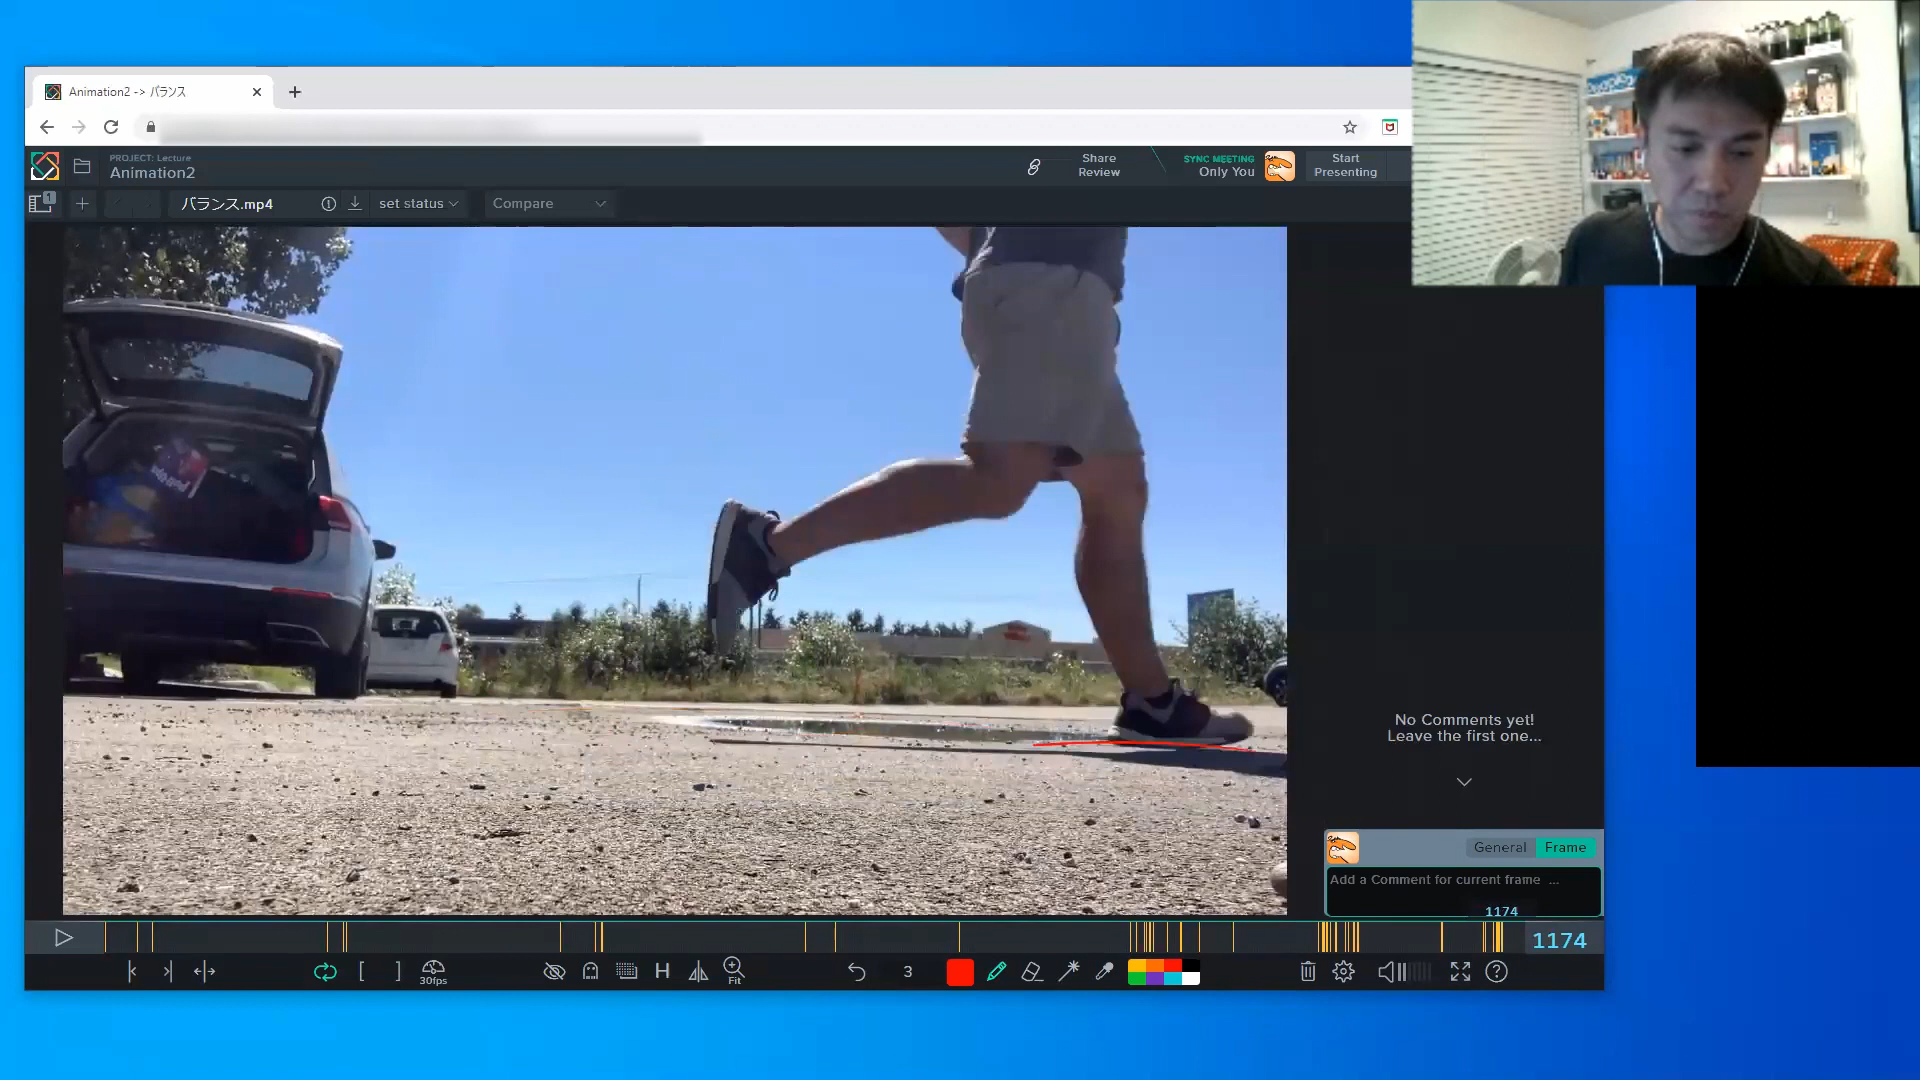 Animation2 -> バランス
PROJECT: Lecture
Animation2
Share
Review
SYNC MEETING
Only You
Start
Presenting
1
バランス.mp4
set status
Compare
No Comments yet!
Leave the first one...
General
Frame
Add a Comment for current frame ...
1174
1174
30fps
H
Fit
3